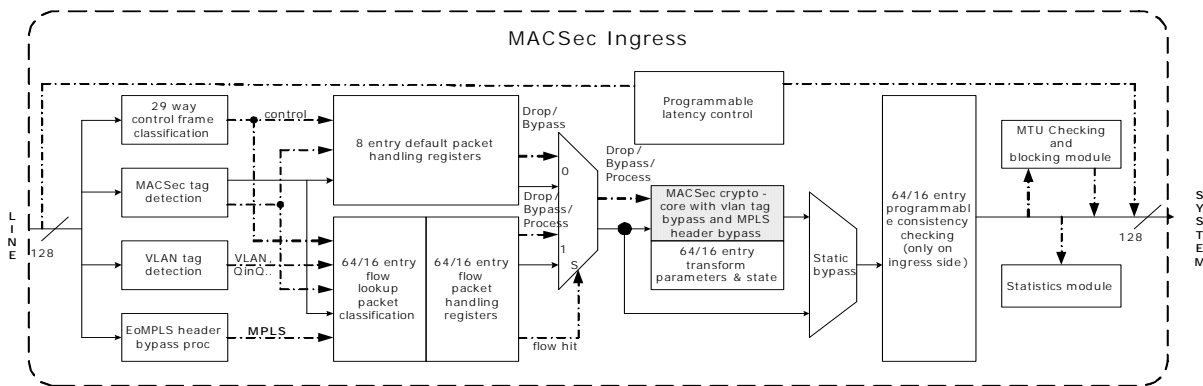 MACSec Ingress
29 way
control frame
classification
control
8 entry default packet
handling registers
Drop/
Bypass
Programmable
latency control
MTU Checking
and
blocking module
MACSec tag
detection
0
Drop/
Bypass/
Process
MACSec crypto -
core with vlan tag
bypass and MPLS
header bypass
64/16 entry
programmabl
e consistency
checking
(only on
ingress side)
LINE
128
Drop/
Bypass/
Process
1
S
64/16 entry
transform
parameters & state
Static
bypass
128
SYSTEM
VLAN tag
detection
VLAN,
QinQ..
64/16 entry
flow
lookup
packet
classification
64/16 entry
flow
packet
handling
registers
Statistics module
EoMPLS header
bypass proc
MPLS
flow hit